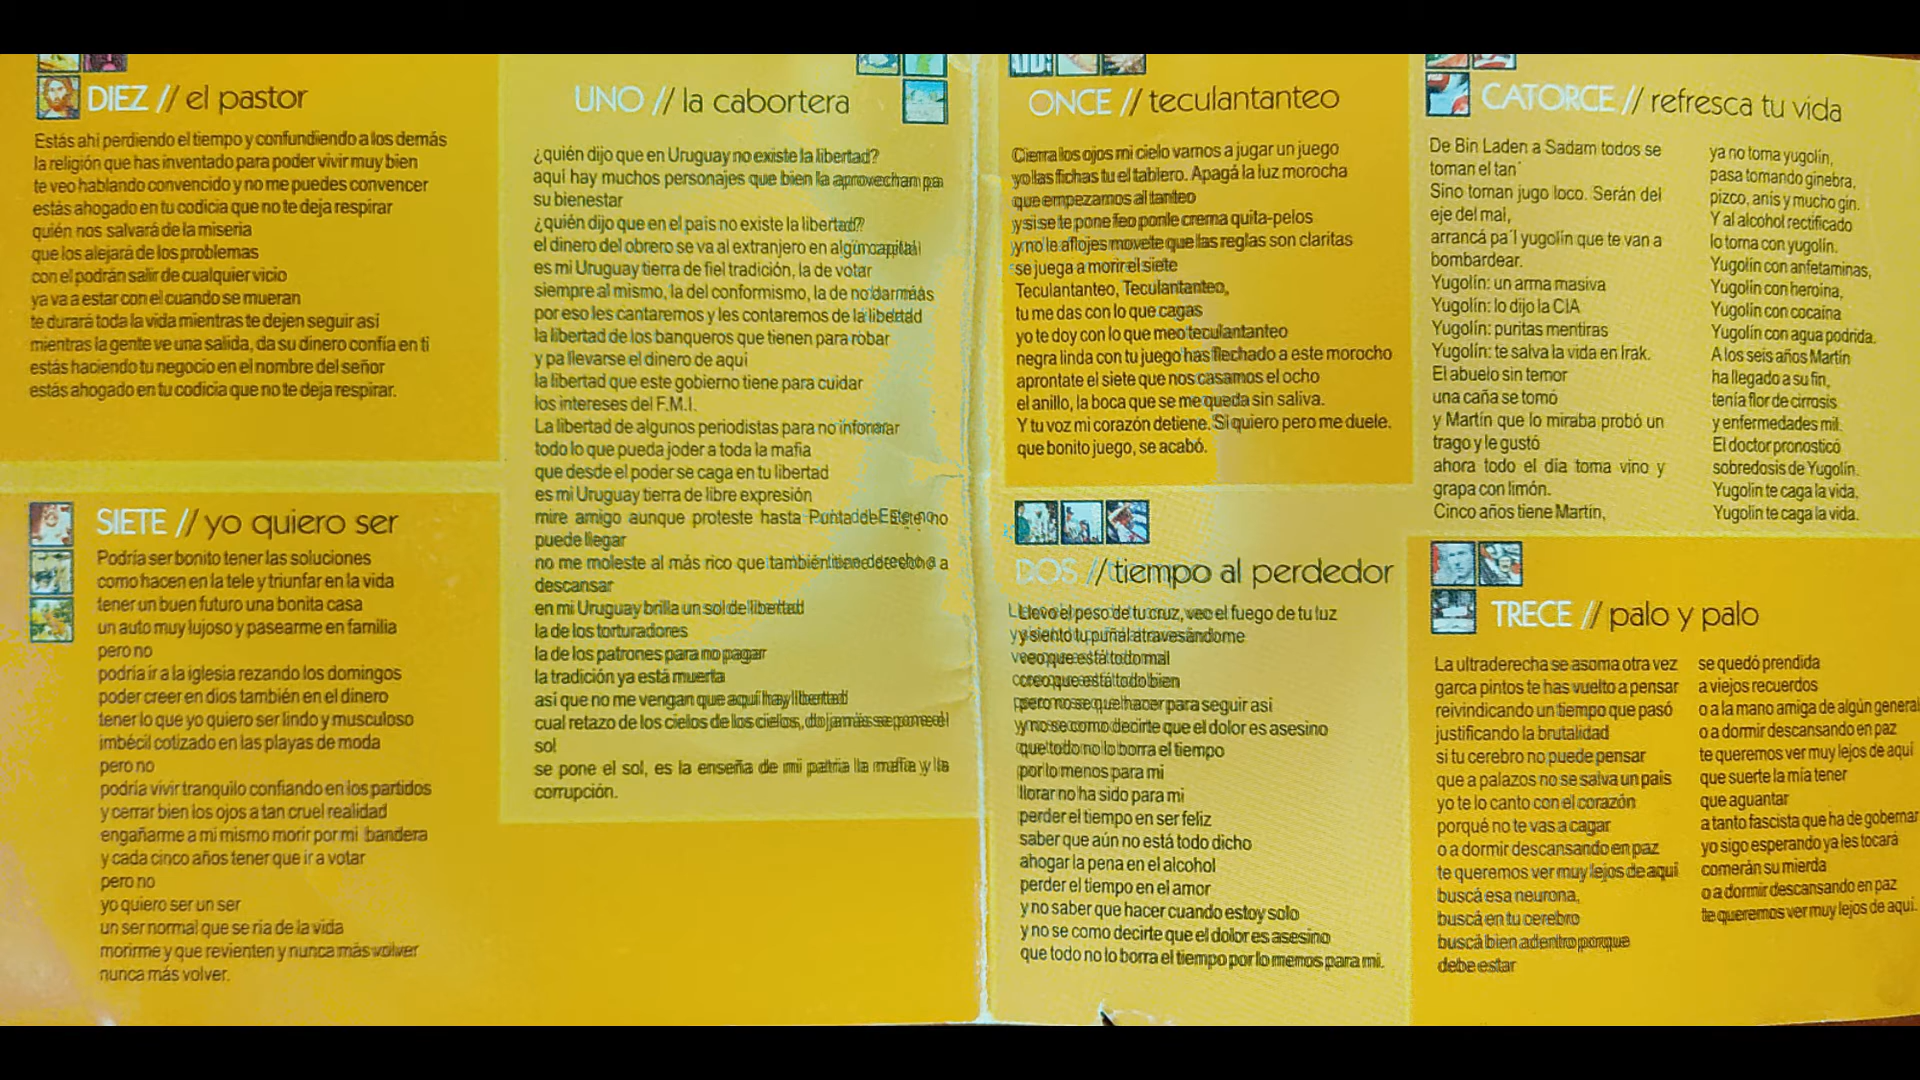 DIEZ // el pastor
Estás ahí perdiendo el tiempo y confundiendo a los demás
la religión que has inventado para poder vivir muy bien
te veo hablando convencido y no me puedes convencer
estás ahogado en tu codicia que no te deja respirar
quién nos salvará de la miseria
que los alejará de los problemas
con el podrán salir de cualquier vicio
ya va a estar con el cuando se mueran
te durará toda la vida mientras te dejen seguir así
mientras la gente ve una salida, da su dinero confía en ti
estás haciendo tu negocio en el nombre del señor
estás ahogado en tu codicia que no te deja respirar.
SIETE // yo quiero ser
Podría ser bonito tener las soluciones
como hacen en la tele y triunfar en la vida
tener un buen futuro una bonita casa
un auto muy lujoso y pasearme en familia
pero no
podría ir a la iglesia rezando los domingos
poder creer en dios también en el dinero
tener lo que yo quiero ser lindo y musculoso
imbécil cotizado en las playas de moda
pero no
podría vivir tranquilo confiando en los partidos
y cerrar bien los ojos a tan cruel realidad
engañarme a mi mismo morir por mi bandera
y cada cinco años tener que ir a votar
pero no
yo quiero ser un ser
un ser normal que se ria de la vida
morirme y que revienten y nunca más volver
nunca más volver.
UNO // la cabortera
¿quién dijo que en Uruguay no existe la libertad?
aquí hay muchos personajes que bien la aprovechan pa
su bienestar
¿quién dijo que en el país no existe la libertad?
el dinero del obrero se va al extranjero en algún capital
es mi Uruguay tierra de fiel tradición, la de votar
siempre al mismo, la del conformismo, la de no dar más
por eso les cantaremos y les contaremos de la libertad
la libertad de los banqueros que tienen para robar
y pa llevarse el dinero de aquí
la libertad que este gobierno tiene para cuidar
los intereses del F.M.I.
La libertad de algunos periodistas para no informar
todo lo que pueda joder a toda la mafia
que desde el poder se caga en tu libertad
es mi Uruguay tierra de libre expresión
mire amigo aunque proteste hasta Punta del Este no
puede llegar
no me moleste al más rico que también tiene derecho a
descansar
en mi Uruguay brilla un sol de libertad
la de los torturadores
la de los patrones para no pagar
la tradición ya está muerta
así que no me vengan que aquí hay libertad
cual retazo de los cielos de los cielos, do jamás se pone el
sol
se pone el sol, es la enseña de mi patria la mafia y la
corrupción.
ONCE // teculantanteo
Cierra los ojos mi cielo vamos a jugar un juego
yo las fichas tu el tablero. Apagá la luz morocha
que empezamos al tanteo
y si se te pone feo ponle crema quita-pelos
y no le aflojes movete que las reglas son claritas
se juega a morir el siete
Teculantanteo, Teculantanteo,
tu me das con lo que cagas
yo te doy con lo que meo teculantanteo
negra linda con tu juego has flechado a este morocho
aprontate el siete que nos casamos el ocho
el anillo, la boca que se me queda sin saliva.
Y tu voz mi corazón detiene. Si quiero pero me duele.
que bonito juego, se acabó.
DOS // tiempo al perdedor
Llevo el peso de tu cruz, veo el fuego de tu luz
y siento tu puñal atravesándome
veo que está todo mal
creo que está todo bien
pero no se que hacer para seguir así
y no se como decirte que el dolor es asesino
que todo no lo borra el tiempo
por lo menos para mi
llorar no ha sido para mi
perder el tiempo en ser feliz
saber que aún no está todo dicho
ahogar la pena en el alcohol
perder el tiempo en el amor
y no saber que hacer cuando estoy solo
y no se como decirte que el dolor es asesino
que todo no lo borra el tiempo por lo menos para mi.
CATORCE // refresca tu vida
De Bin Laden a Sadam todos se
toman el tan´
Sino toman jugo loco. Serán del
eje del mal,
arrancá pa´l yugolín que te van a
bombardear.
Yugolín: un arma masiva
Yugolín: lo dijo la CIA
Yugolín: puritas mentiras
Yugolín: te salva la vida en Irak.
El abuelo sin temor
una caña se tomó
y Martín que lo miraba probó un
trago y le gustó
ahora todo el día toma vino y
grapa con limón.
Cinco años tiene Martín,
ya no toma yugolín,
pasa tomando ginebra,
pizco, anís y mucho gin.
Y al alcohol rectificado
lo toma con yugolín.
Yugolín con anfetaminas,
Yugolín con heroína,
Yugolín con cocaína
Yugolín con agua podrida.
A los seis años Martín
ha llegado a su fin,
tenía flor de cirrosis
y enfermedades mil.
El doctor pronosticó
sobredosis de Yugolín.
Yugolín te caga la vida,
Yugolín te caga la vida.
TRECE // palo y palo
La ultraderecha se asoma otra vez
garca pintos te has vuelto a pensar
reivindicando un tiempo que pasó
justificando la brutalidad
si tu cerebro no puede pensar
que a palazos no se salva un país
yo te lo canto con el corazón
porqué no te vas a cagar
o a dormir descansando en paz
te queremos ver muy lejos de aquí
buscá esa neurona,
buscá en tu cerebro
buscá bien adentro porque
debe estar
se quedó prendida
a viejos recuerdos
o a la mano amiga de algún general
o a dormir descansando en paz
te queremos ver muy lejos de aquí
que suerte la mía tener
que aguantar
a tanto fascista que ha de gobernar
yo sigo esperando ya les tocará
comerán su mierda
o a dormir descansando en paz
te queremos ver muy lejos de aquí.